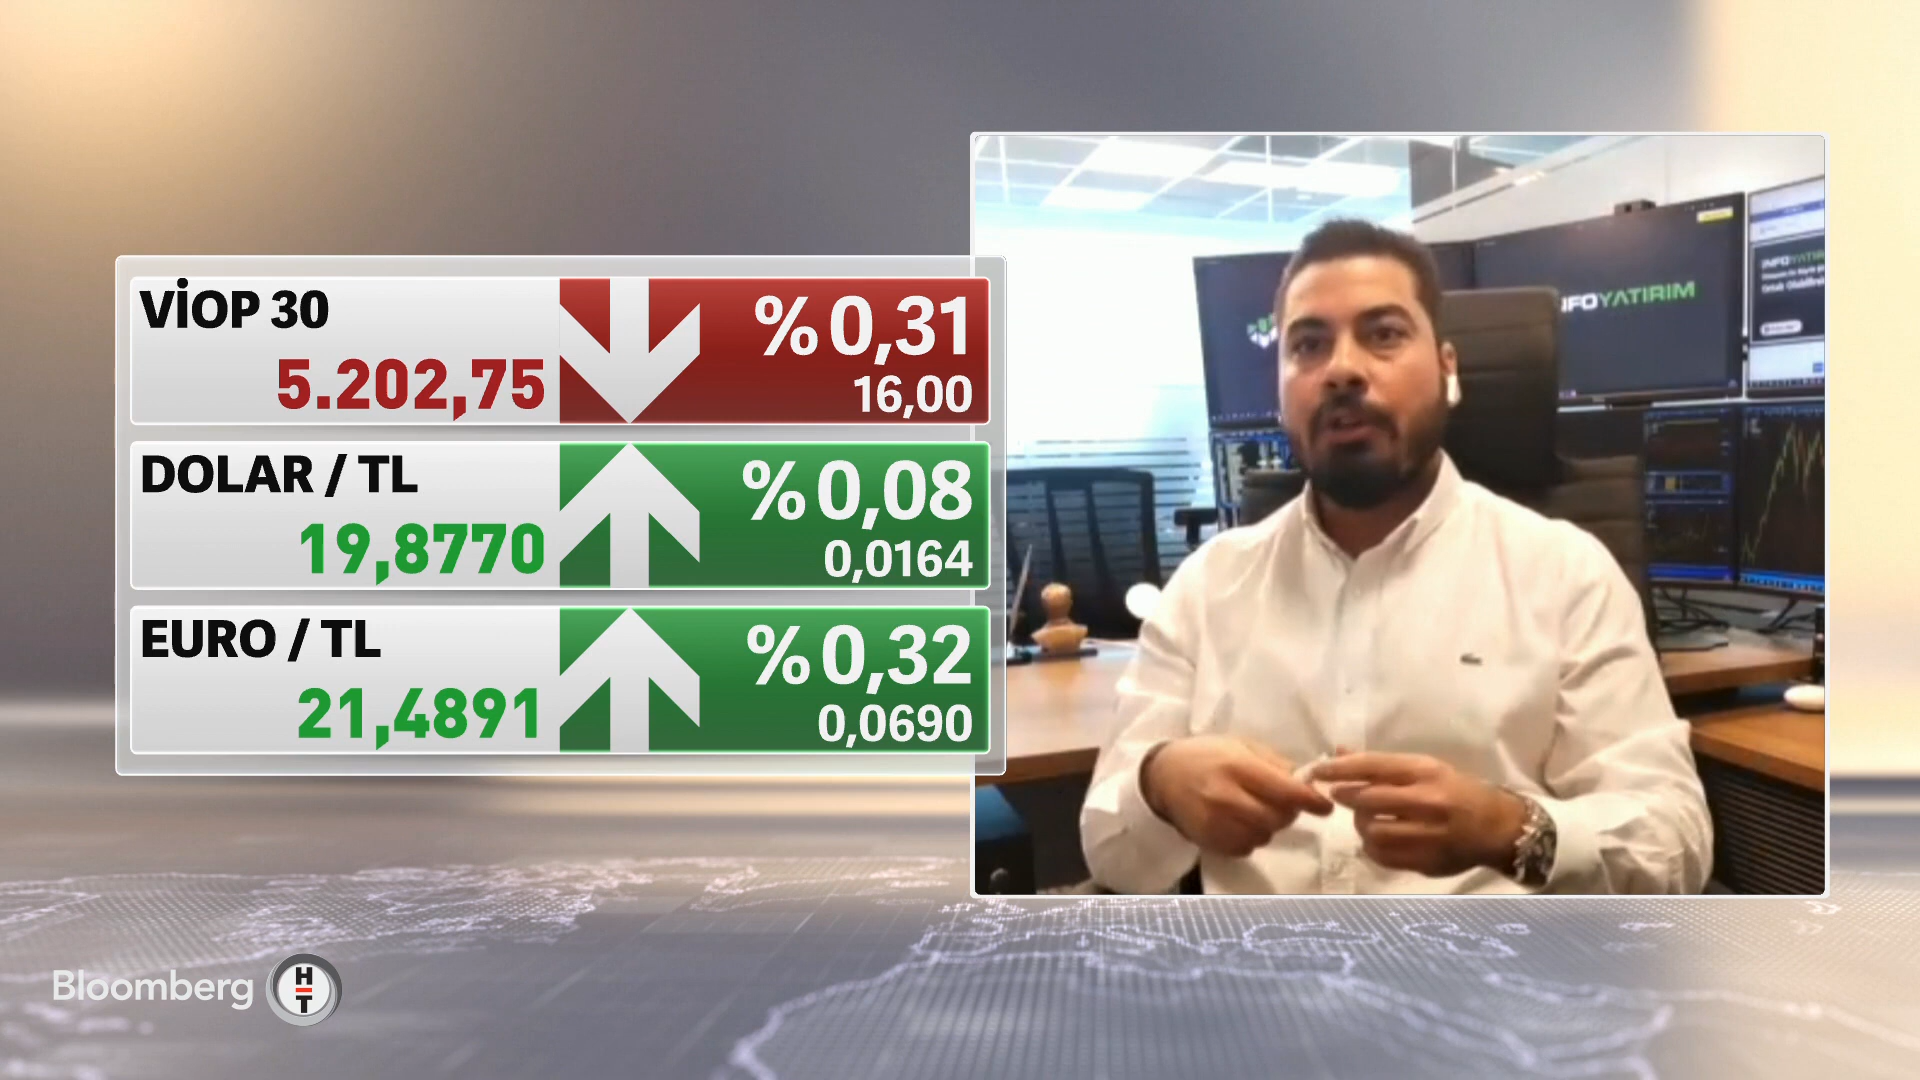 VİOP 30
5.202,75
%0,31
16,00
DOLAR / TL
19,8770
%0,08
0,0164
EURO / TL
21,4891
%0,32
0,0690
NFOYATIRIM
Bloomberg HT